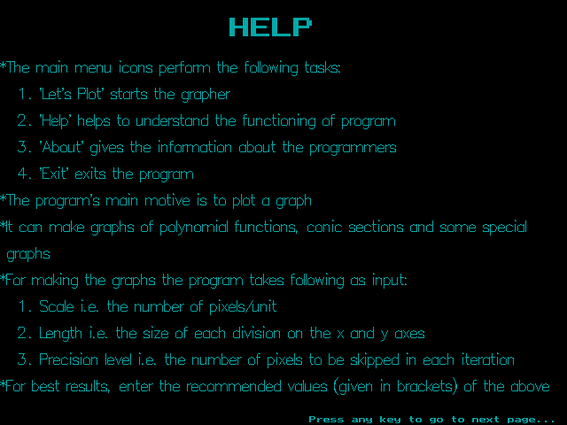 HELP
*The main menu icons perform the following tasks:
1. 'Let's Plot' starts the grapher
2. 'Help' helps to understand the functioning of program
3. 'About' gives the information about the programmers
4. 'Exit' exits the program
*The program's main motive is to plot a graph
*It can make graphs of polynomial functions, conic sections and some special
graphs
*For making the graphs the program takes following as input:
1. Scale i.e. the number of pixels/unit
2. Length i.e. the size of each division on the x and y axes
3. Precision level i.e. the number of pixels to be skipped in each iteration
*For best results, enter the recommended values (given in brackets) of the above
Press any key to go to next page...